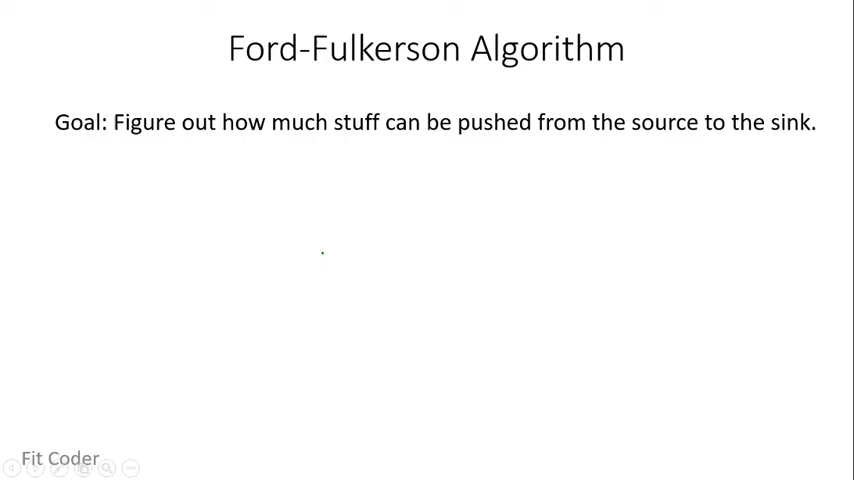 Ford-Fulkerson Algorithm
Goal: Figure out how much stuff can be pushed from the source to the sink.
Fit Coder